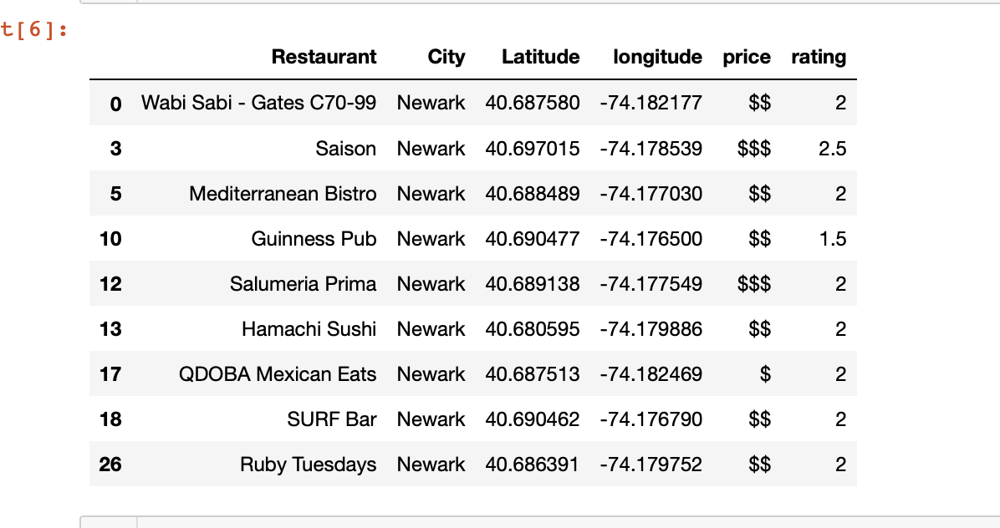 t[6]:
Restaurant City Latitude longitude price rating
0 Wabi Sabi - Gates C70-99 Newark 40.687580 -74.182177 $$ 2
3 Saison Newark 40.697015 -74.178539 $$$ 2.5
5 Mediterranean Bistro Newark 40.688489 -74.177030 $$ 2
10 Guinness Pub Newark 40.690477 -74.176500 $$ 1.5
12 Salumeria Prima Newark 40.689138 -74.177549 $$$ 2
13 Hamachi Sushi Newark 40.680595 -74.179886 $$ 2
17 QDOBA Mexican Eats Newark 40.687513 -74.182469 $ 2
18 SURF Bar Newark 40.690462 -74.176790 $$ 2
26 Ruby Tuesdays Newark 40.686391 -74.179752 $$ 2